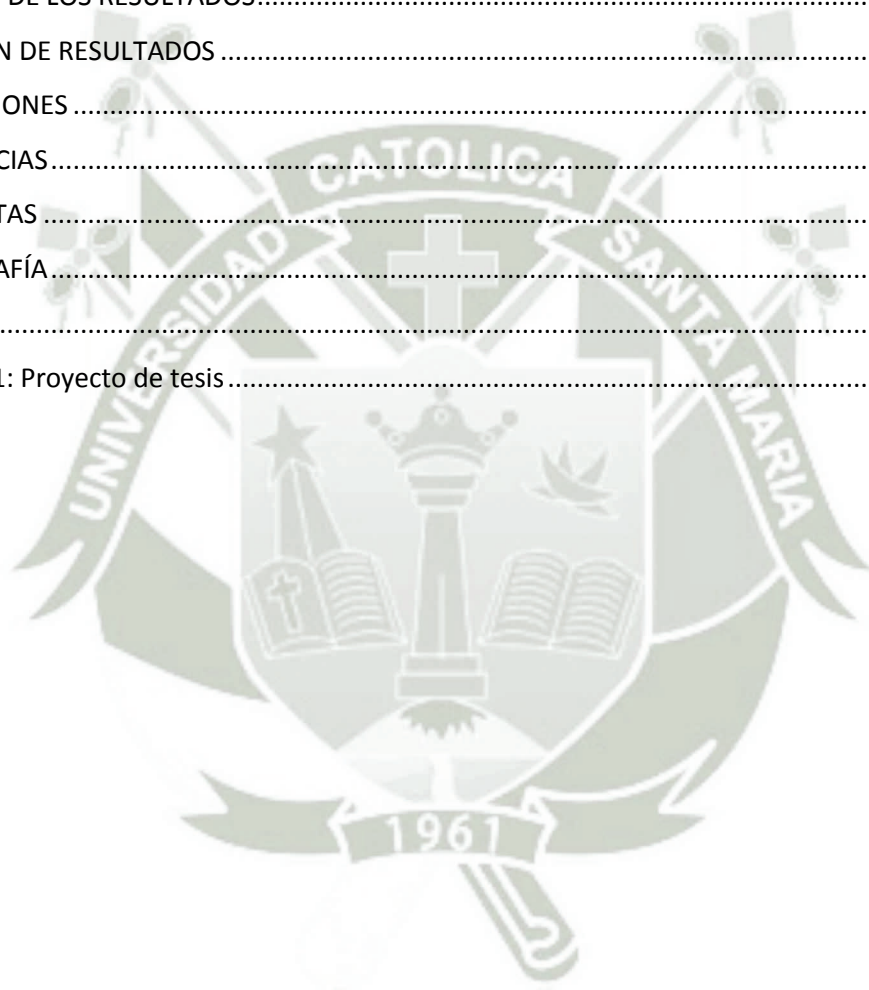 DE LOS RESULTADOS............................................................
N DE RESULTADOS............................................................
ONES............................................................
CIAS............................................................
TAS............................................................
AFÍA............................................................
............................................................
1: Proyecto de tesis............................................................
UNIVERSIDAD CATOLICA SANTA MARIA
1961